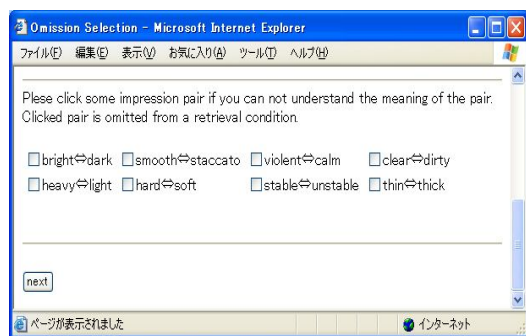 Omission Selection - Microsoft Internet Explorer
ファイル(F) 編集(E) 表示(V) お気に入り(A) ツール(T) ヘルプ(H)
Plese click some impression pair if you can not understand the meaning of the pair.
Clicked pair is omitted from a retrieval condition.
bright⇔dark smooth⇔staccato violent⇔calm clear⇔dirty
heavy⇔light hard⇔soft stable⇔unstable thin⇔thick
next
ページが表示されました インターネット